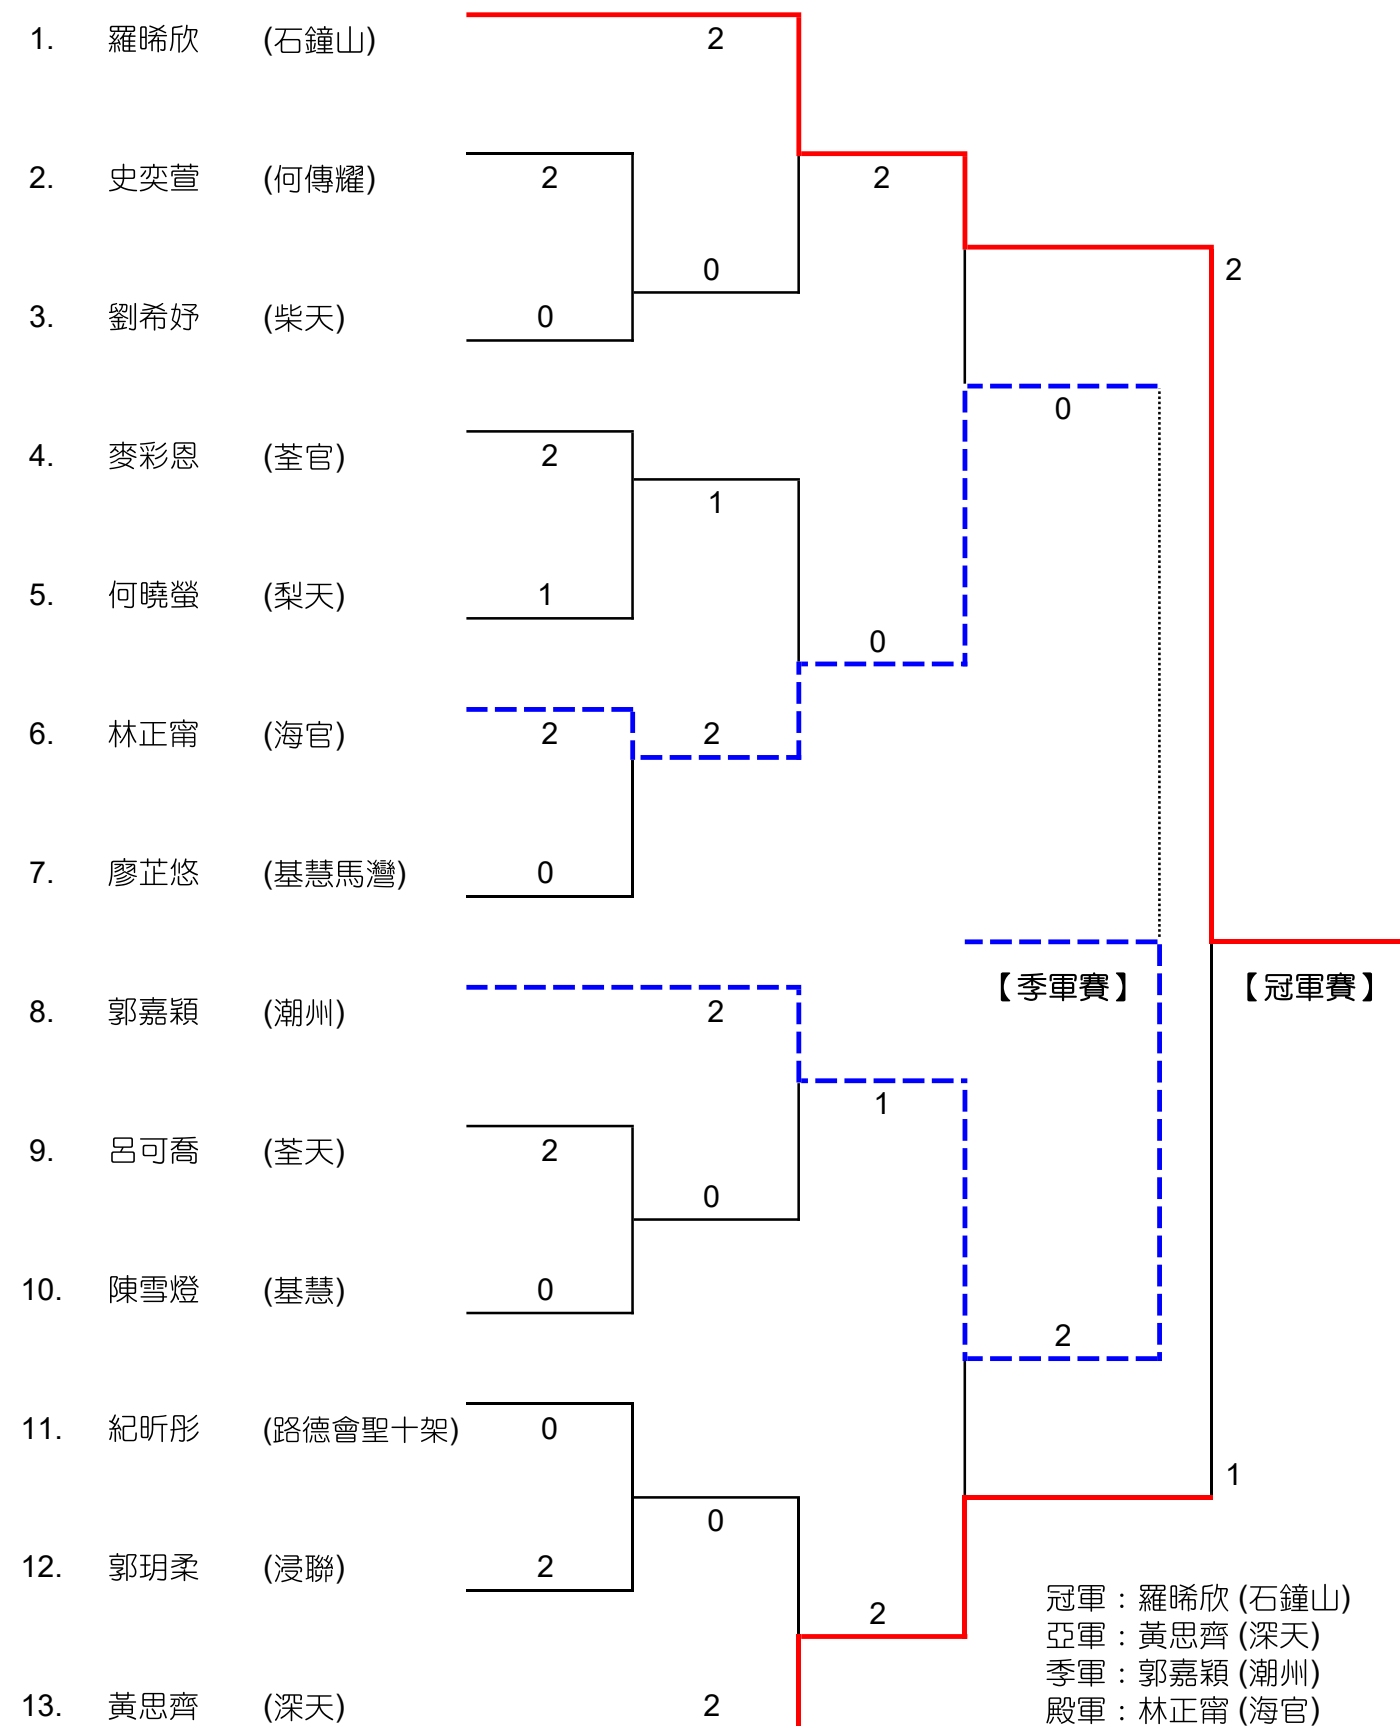 1. 羅晞欣 (石鐘山) 2
2. 史奕萱 (何傳耀) 2 2
0
2
3. 劉希妤 (柴天) 0
0
4. 麥彩恩 (荃官) 2
1
5. 何曉螢 (梨天) 1
0
6. 林正甯 (海官) 2 2
7. 廖芷悠 (基慧馬灣) 0
【季軍賽】 【冠軍賽】
8. 郭嘉穎 (潮州) 2
1
9. 呂可喬 (荃天) 2
0
10. 陳雪燈 (基慧) 0
2
11. 紀昕彤 (路德會聖十架) 0
1
0
12. 郭玥柔 (浸聯) 2
2
冠軍：羅晞欣 (石鐘山)
亞軍：黃思齊 (深天)
季軍：郭嘉穎 (潮州)
13. 黃思齊 (深天) 2
殿軍：林正甯 (海官)